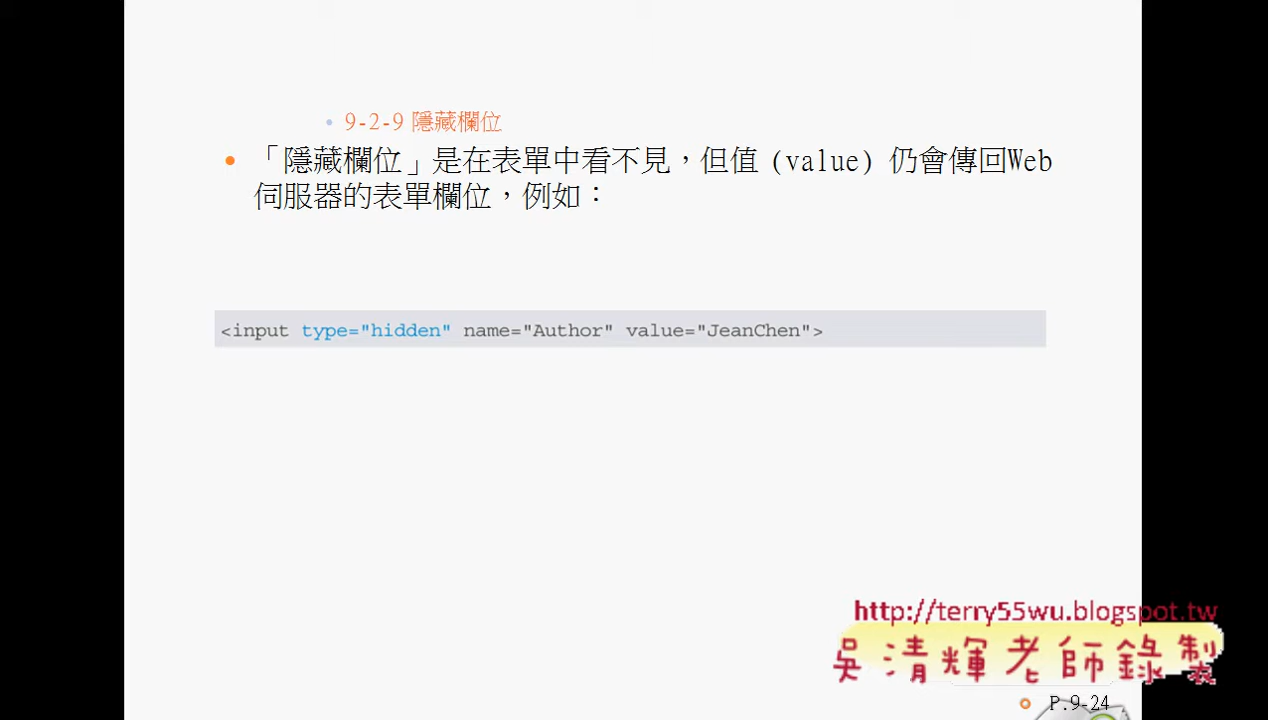 • 9-2-9 隱藏欄位
• 「隱藏欄位」是在表單中看不見，但值 (value) 仍會傳回Web
伺服器的表單欄位，例如：
<input type="hidden" name="Author" value="JeanChen">
http://terry55wu.blogspot.tw
吳清輝老師錄製
P.9-24